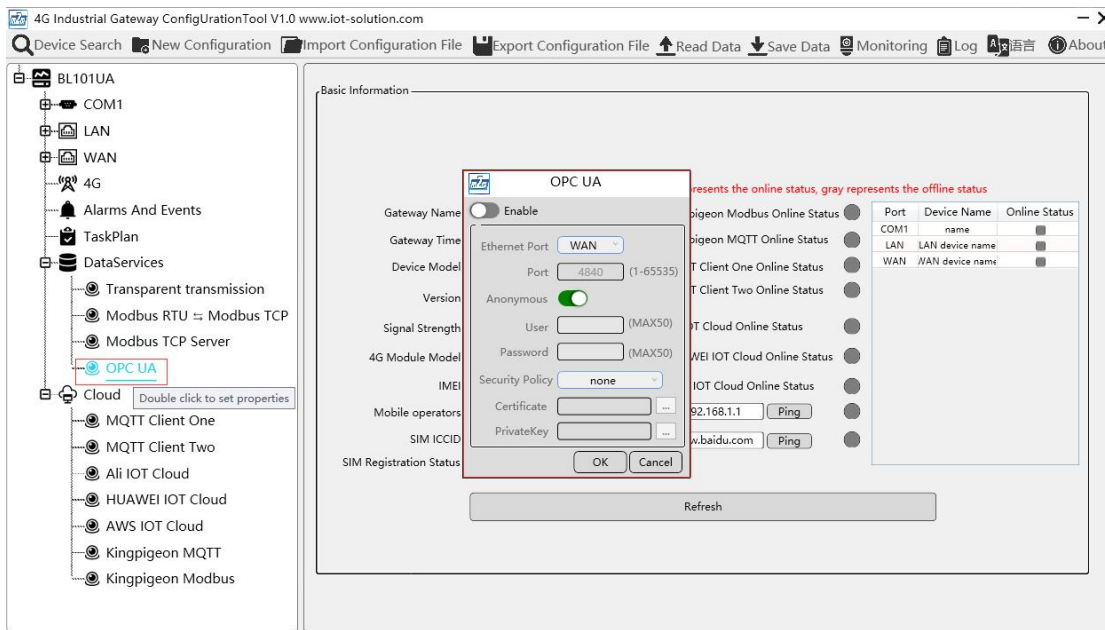 4G Industrial Gateway ConfigUrationTool V1.0 www.iot-solution.com
Device Search New Configuration Import Configuration File Export Configuration File Read Data Save Data Monitoring Log 语言 About
BL101UA
COM1
LAN
WAN
4G
Alarms And Events
TaskPlan
DataServices
Transparent transmission
Modbus RTU ⇆ Modbus TCP
Modbus TCP Server
OPC UA
Cloud
Double click to set properties
MQTT Client One
MQTT Client Two
Ali IOT Cloud
HUAWEI IOT Cloud
AWS IOT Cloud
Kingpigeon MQTT
Kingpigeon Modbus
Basic Information
Gateway Name
Gateway Time
Device Model
Version
Signal Strength
4G Module Model
IMEI
Mobile operators
SIM ICCID
SIM Registration Status
OPC UA
Enable
Ethernet Port WAN
Port 4840 (1-65535)
Anonymous
User (MAX50)
Password (MAX50)
Security Policy none
Certificate ...
PrivateKey ...
OK Cancel
resents the online status, gray represents the offline status
pigeon Modbus Online Status
pigeon MQTT Online Status
T Client One Online Status
T Client Two Online Status
OT Cloud Online Status
WEI IOT Cloud Online Status
IOT Cloud Online Status
92.168.1.1 Ping
w.baidu.com Ping
Port Device Name Online Status
COM1 name
LAN LAN device name
WAN WAN device name
Refresh